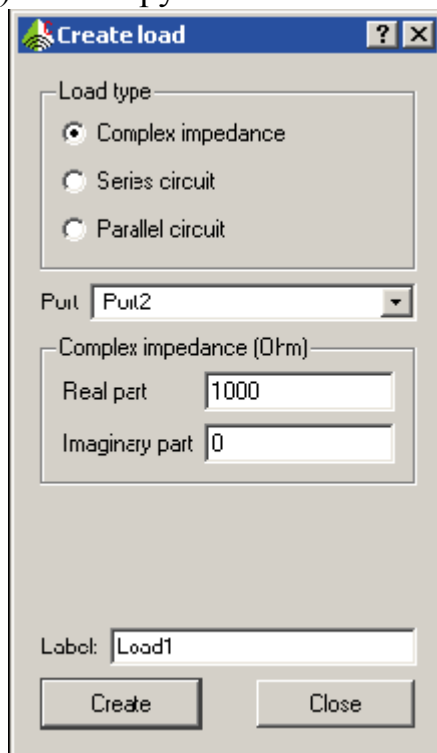 Create load
Load type
Complex impedance
Series circuit
Parallel circuit
Port Port2
Complex impedance (Ohm)
Real part 1000
Imaginary part 0
Label: Load1
Create Close